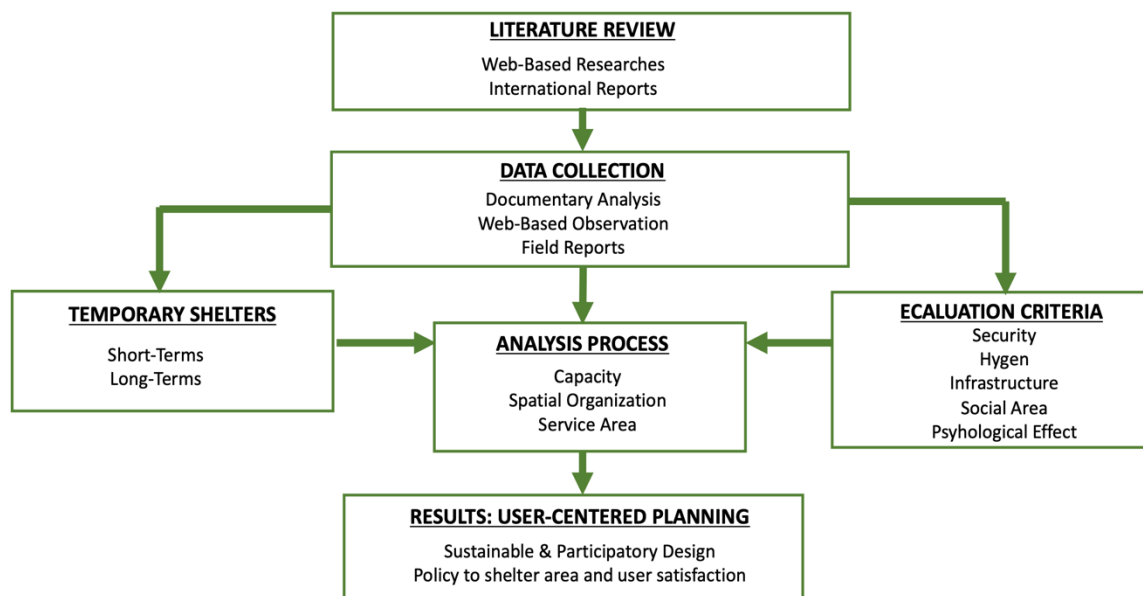 LITERATURE REVIEW
Web-Based Researches
International Reports
DATA COLLECTION
Documentary Analysis
Web-Based Observation
Field Reports
TEMPORARY SHELTERS
Short-Terms
Long-Terms
ANALYSIS PROCESS
Capacity
Spatial Organization
Service Area
ECALUATION CRITERIA
Security
Hygen
Infrastructure
Social Area
Psyhological Effect
RESULTS: USER-CENTERED PLANNING
Sustainable & Participatory Design
Policy to shelter area and user satisfaction